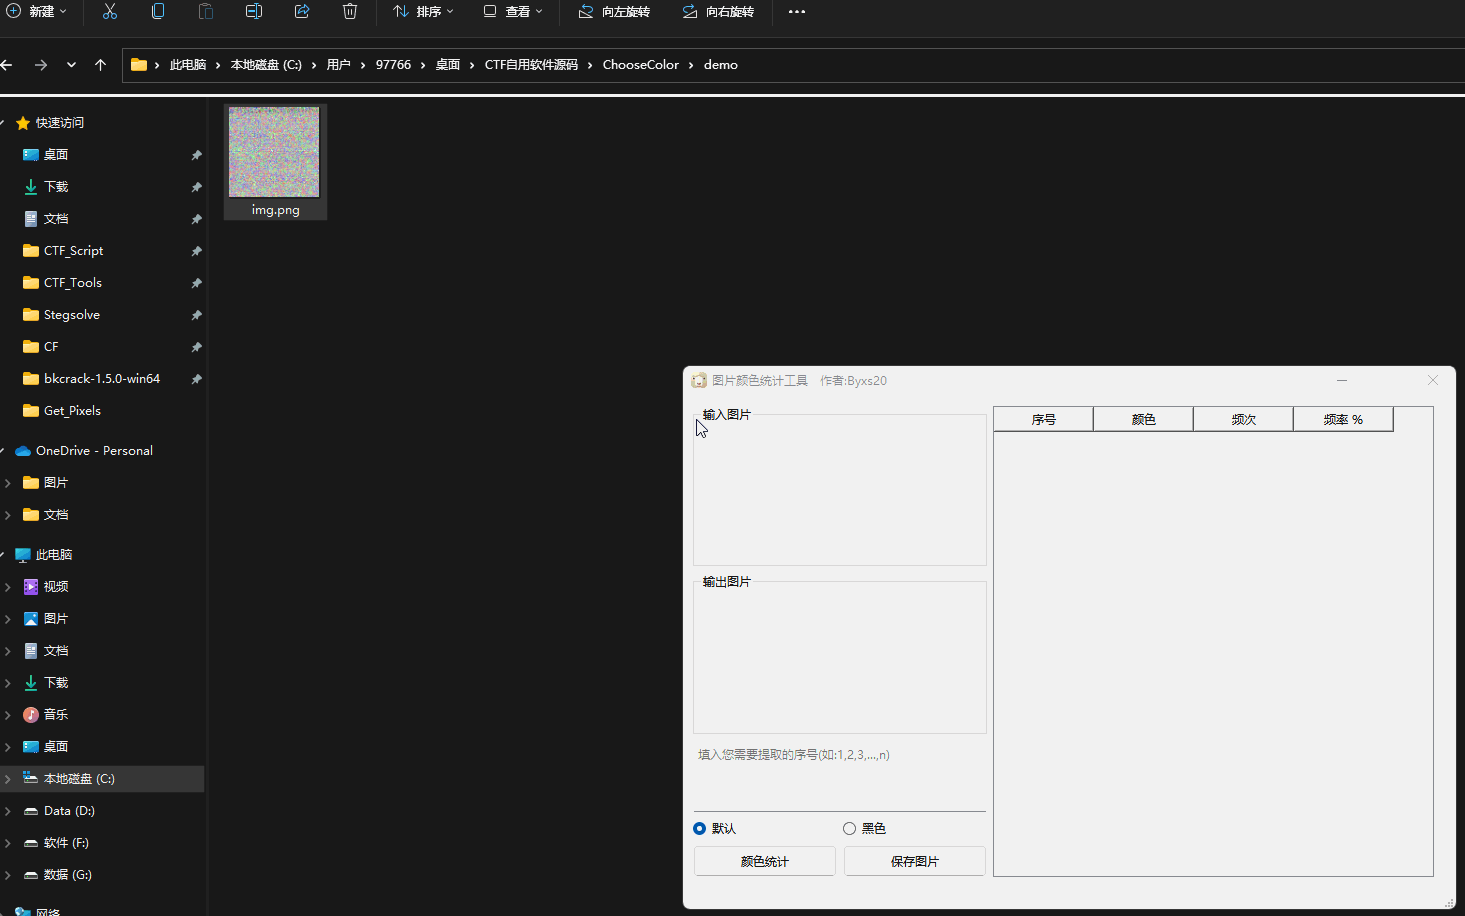 新建
排序
查看
向左旋转
向右旋转
此电脑 › 本地磁盘 (C:) › 用户 › 97766 › 桌面 › CTF自用软件源码 › ChooseColor › demo
快速访问
桌面
下载
文档
CTF_Script
CTF_Tools
Stegsolve
CF
bkcrack-1.5.0-win64
Get_Pixels
OneDrive - Personal
图片
文档
此电脑
视频
图片
文档
下载
音乐
桌面
本地磁盘 (C:)
Data (D:)
软件 (F:)
数据 (G:)
网络
img.png
图片颜色统计工具 作者:Byxs20
输入图片
输出图片
填入您需要提取的序号(如:1,2,3,...,n)
默认
黑色
颜色统计
保存图片
序号 颜色 频次 频率 %